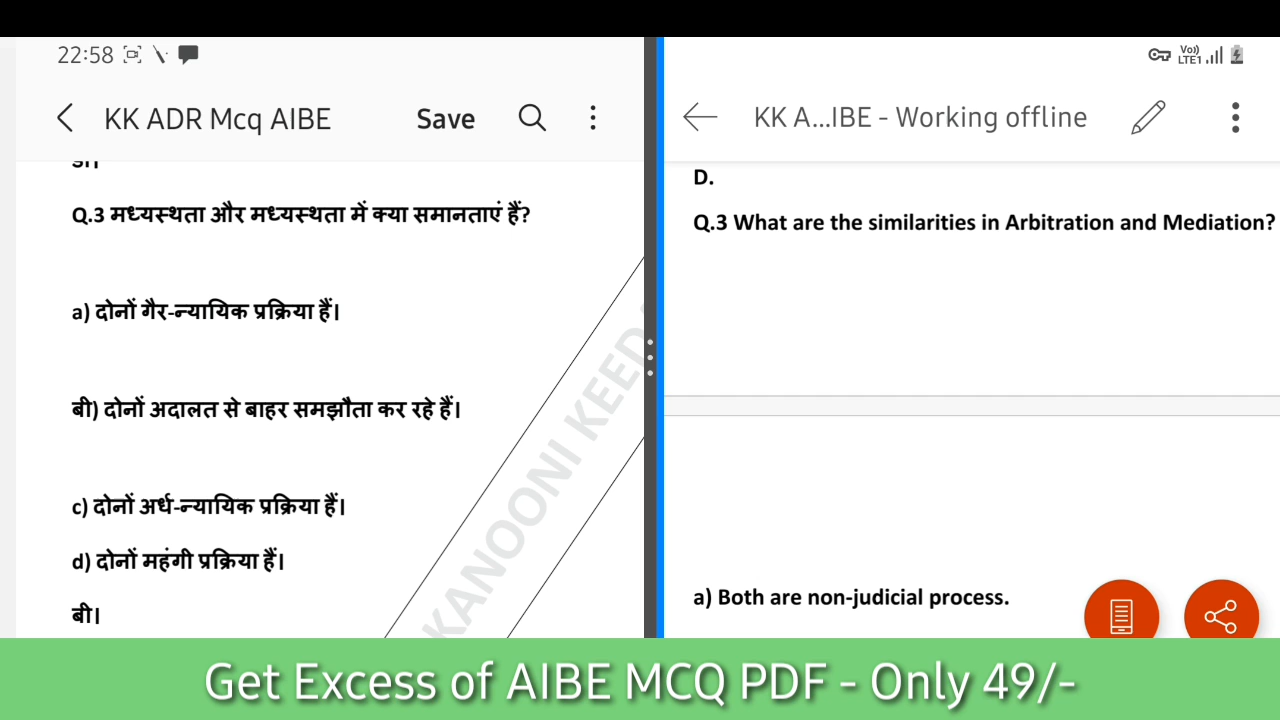 22:58
KK ADR Mcq AIBE Save
Q.3 मध्यस्थता और मध्यस्थता में क्या समानताएं हैं?
a) दोनों गैर-न्यायिक प्रक्रिया हैं।
बी) दोनों अदालत से बाहर समझौता कर रहे हैं।
c) दोनों अर्ध-न्यायिक प्रक्रिया हैं।
d) दोनों महंगी प्रक्रिया हैं।
बी।
KANOONI KEED
Vo)
LTE1
KK A...IBE - Working offline
D.
Q.3 What are the similarities in Arbitration and Mediation?
a) Both are non-judicial process.
Get Excess of AIBE MCQ PDF - Only 49/-